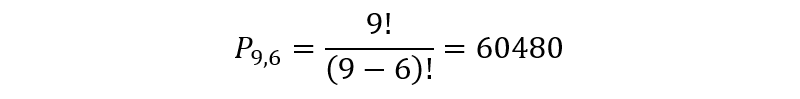 P₉,₆ = 9! / (9 − 6)! = 60480